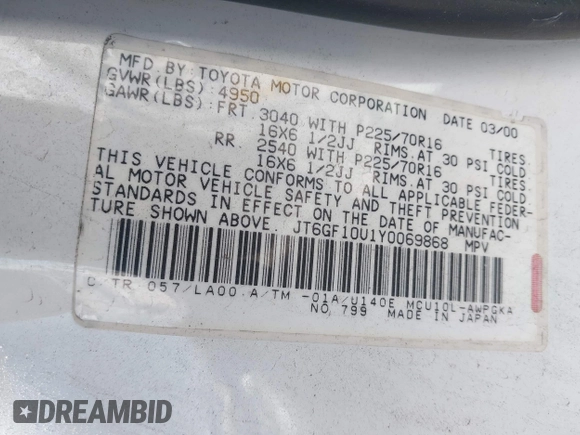 MFD. BY: TOYOTA MOTOR CORPORATION DATE 03/00
GVWR(LBS): 4950
GAWR(LBS): FRT. 3040 WITH P225/70R16 TIRES,
16X6 1/2JJ RIMS, AT 30 PSI COLD
RR. 2540 WITH P225/70R16 TIRES,
16X6 1/2JJ RIMS, AT 30 PSI COLD
THIS VEHICLE CONFORMS TO ALL APPLICABLE FEDER-
AL MOTOR VEHICLE SAFETY AND THEFT PREVENTION
STANDARDS IN EFFECT ON THE DATE OF MANUFAC-
TURE SHOWN ABOVE. JT6GF10U1Y0069868 MPV
C/TR 057/LA00 A/TM -01A/U140E MCU10L-AWPGKA
NO. 799 MADE IN JAPAN
DREAMBID